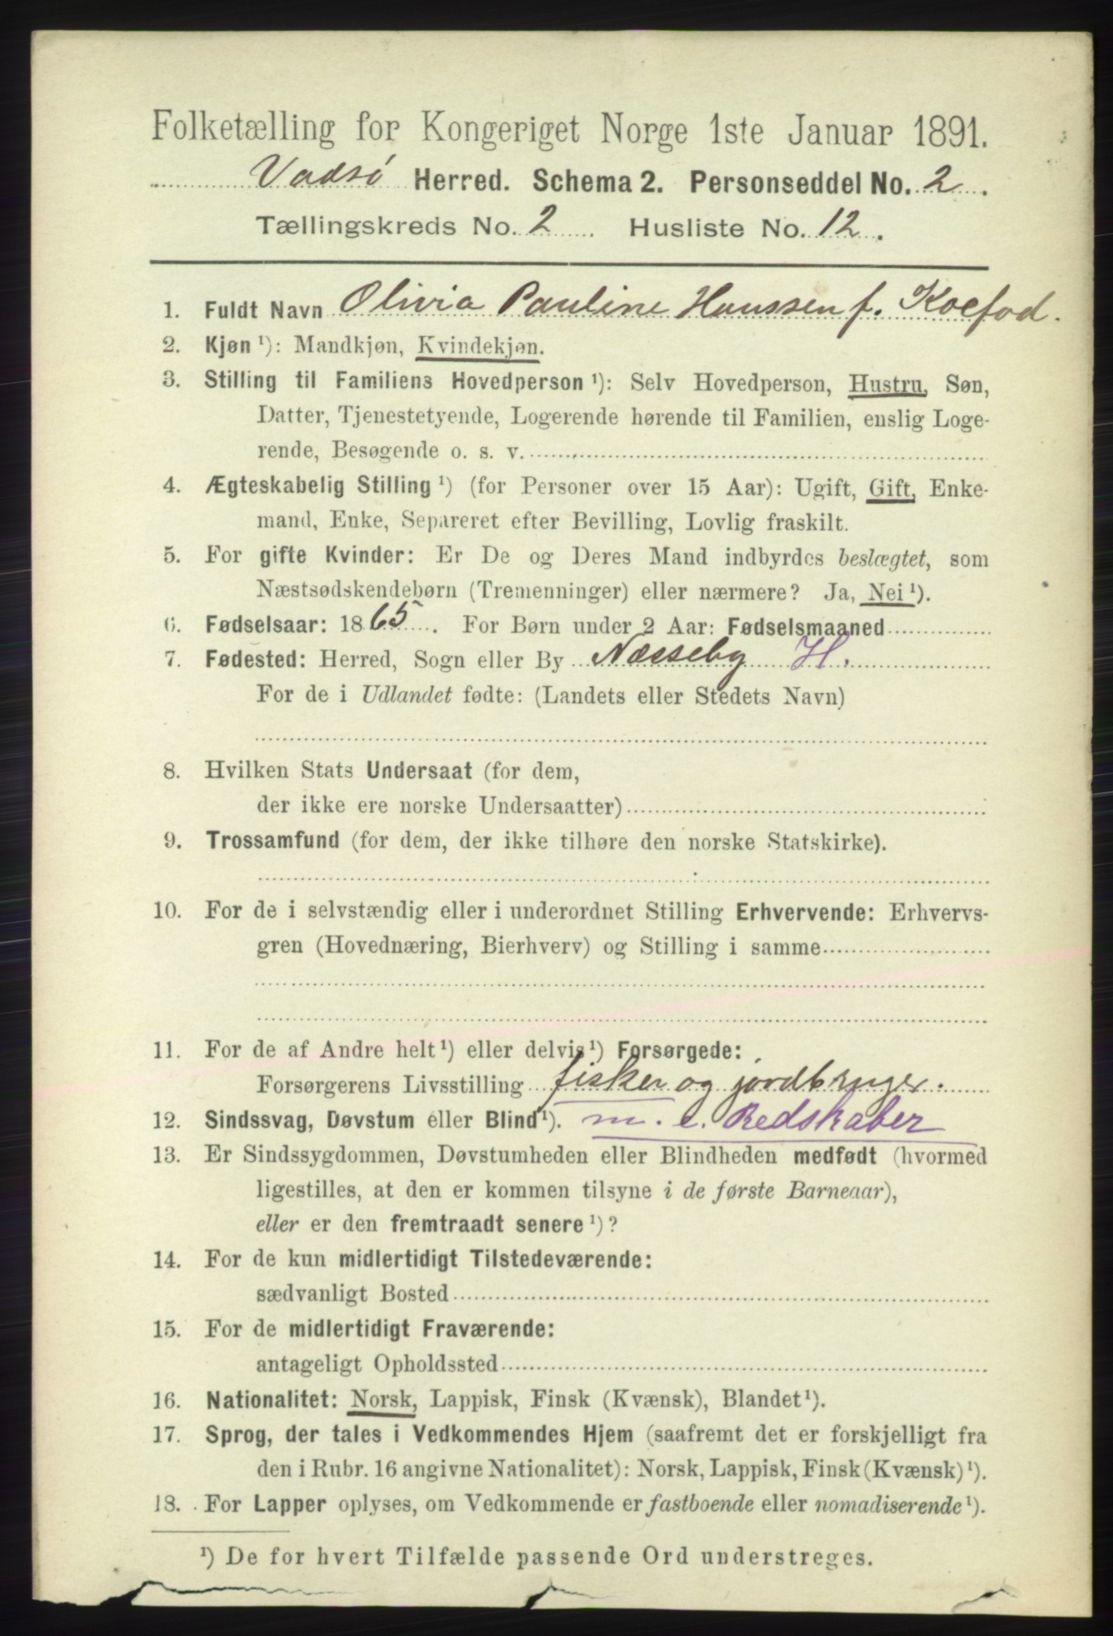 Folketælling for Kongeriget Norge 1ste Januar 1891.
Vadsø Herred. Schema 2. Personseddel No. 2.
Tællingskreds No. 2. Husliste No. 12.
1. Fuldt Navn Olivia Pauline Hanssen f. Koefod.
2. Kjøn ¹): Mandkjøn, Kvindekjøn.
3. Stilling til Familiens Hovedperson ¹): Selv Hovedperson, Hustru, Søn,
Datter, Tjenestetyende, Logerende hørende til Familien, enslig Loge-
rende, Besøgende o. s. v.
4. Ægteskabelig Stilling ¹) (for Personer over 15 Aar): Ugift, Gift, Enke-
mand, Enke, Separeret efter Bevilling, Lovlig fraskilt.
5. For gifte Kvinder: Er De og Deres Mand indbyrdes beslægtet, som
Næstsødskendebørn (Tremenninger) eller nærmere? Ja, Nei ¹).
6. Fødselsaar: 1865. For Børn under 2 Aar: Fødselsmaaned
7. Fødested: Herred, Sogn eller By Næsseby H.
For de i Udlandet fødte: (Landets eller Stedets Navn)
8. Hvilken Stats Undersaat (for dem,
der ikke ere norske Undersaatter)
9. Trossamfund (for dem, der ikke tilhøre den norske Statskirke).
10. For de i selvstændig eller i underordnet Stilling Erhvervende: Erhvervs-
gren (Hovednæring, Bierhverv) og Stilling i samme
11. For de af Andre helt ¹) eller delvis ¹) Forsørgede:
Forsørgerens Livsstilling fisker og jordbruger.
12. Sindssvag, Døvstum eller Blind ¹). m. e. Redskaber
13. Er Sindssygdommen, Døvstumheden eller Blindheden medfødt (hvormed
ligestilles, at den er kommen tilsyne i de første Barneaar),
eller er den fremtraadt senere ¹)?
14. For de kun midlertidigt Tilstedeværende:
sædvanligt Bosted
15. For de midlertidigt Fraværende:
antageligt Opholdssted
16. Nationalitet: Norsk, Lappisk, Finsk (Kvænsk), Blandet ¹).
17. Sprog, der tales i Vedkommendes Hjem (saafremt det er forskjelligt fra
den i Rubr. 16 angivne Nationalitet): Norsk, Lappisk, Finsk (Kvænsk) ¹).
18. For Lapper oplyses, om Vedkommende er fastboende eller nomadiserende ¹).
¹) De for hvert Tilfælde passende Ord understreges.